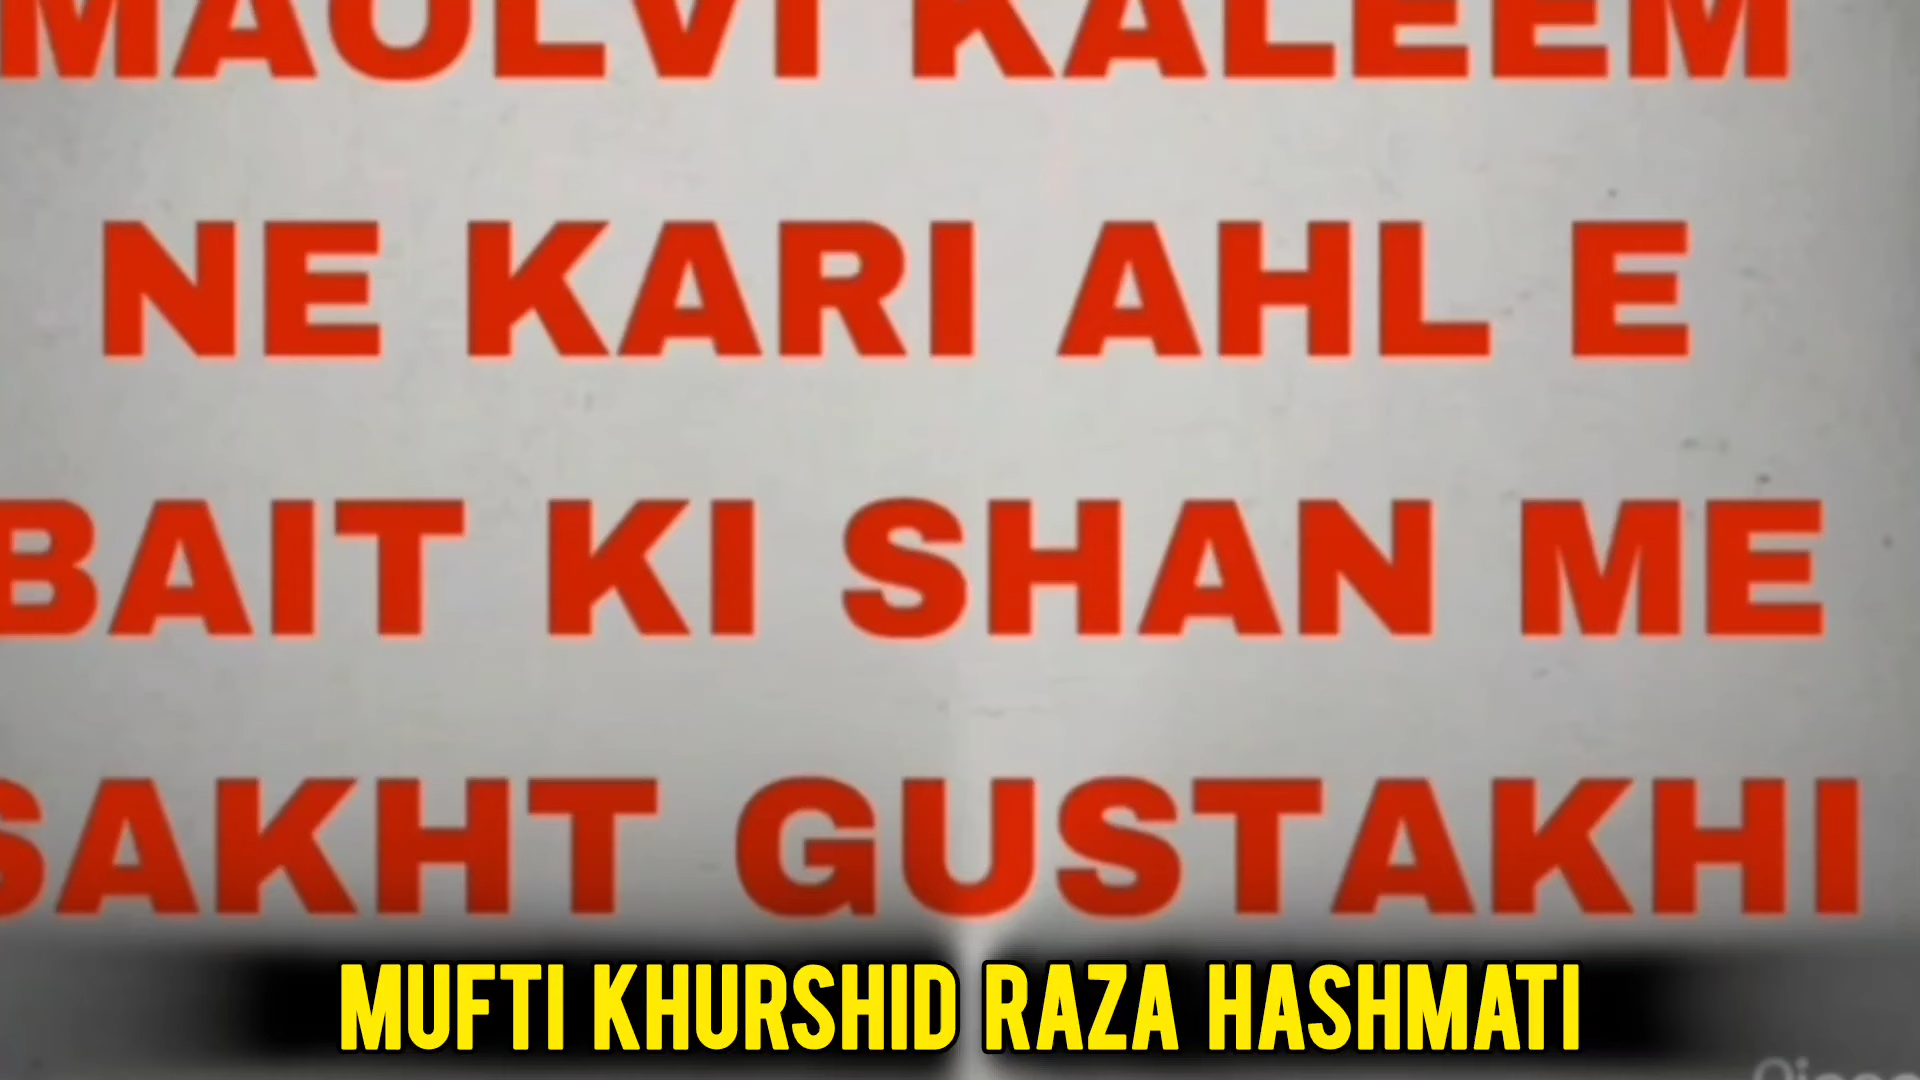 MAULVI KALEEM
NE KARI AHL E
BAIT KI SHAN ME
SAKHT GUSTAKHI
MUFTI KHURSHID RAZA HASHMATI